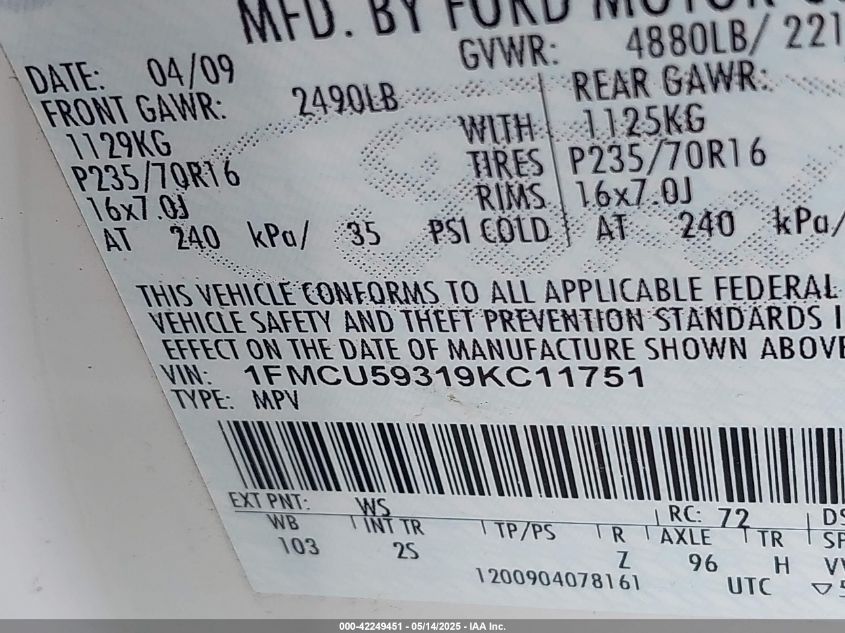 MFD. BY FORD MOTOR
DATE: 04/09 GVWR: 4880LB/ 221
FRONT GAWR: 2490LB REAR GAWR:
1129KG WITH 1125KG
P235/70R16 TIRES P235/70R16
16x7.0J RIMS 16x7.0J
AT 240 kPa/ 35 PSI COLD AT 240 kPa/
THIS VEHICLE CONFORMS TO ALL APPLICABLE FEDERAL
VEHICLE SAFETY AND THEFT PREVENTION STANDARDS I
EFFECT ON THE DATE OF MANUFACTURE SHOWN ABOVE
VIN: 1FMCU59319KC11751
TYPE: MPV
EXT PNT: WS RC: 72 DS
WB INT TR TP/PS R AXLE TR SP
103 2S Z 96 H
1200904078161 UTC
000-42249451 - 05/14/2025 - IAA Inc.